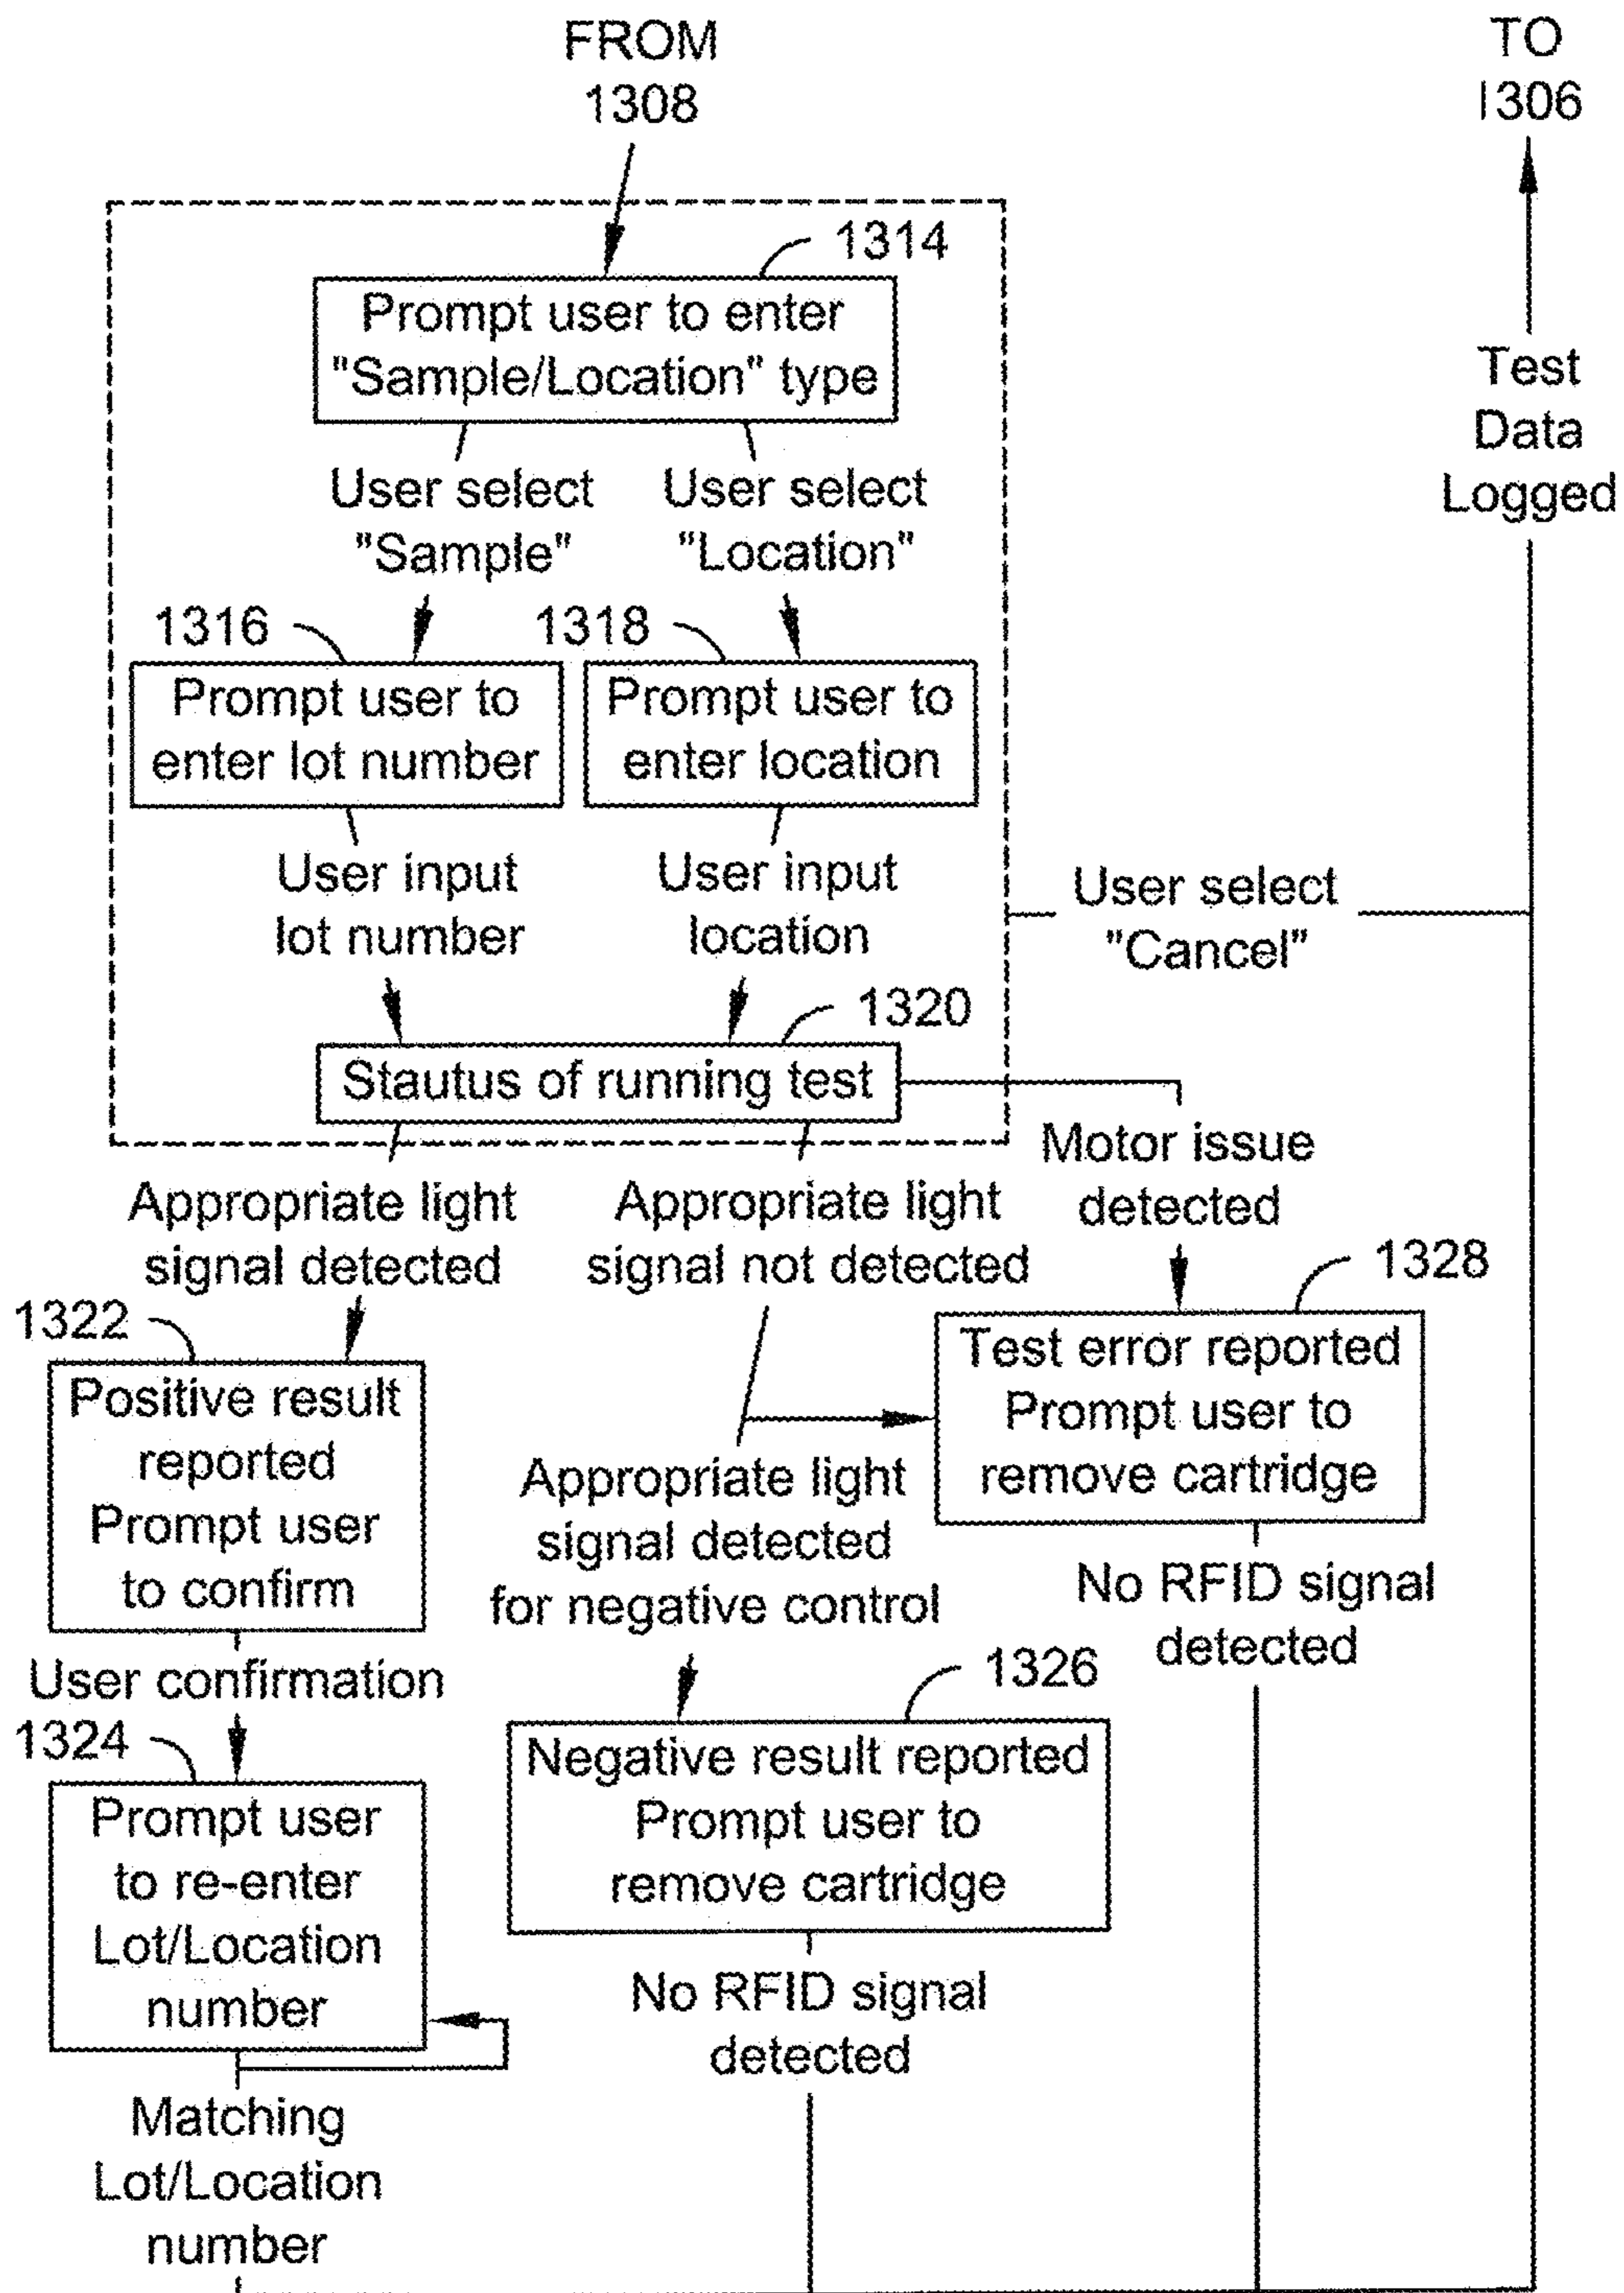 FROM
1308
TO
1306
1314
Prompt user to enter
"Sample/Location" type
Test
Data
Logged
User select
"Sample"
User select
"Location"
1316
1318
Prompt user to
enter lot number
Prompt user to
enter location
User input
lot number
User input
location
User select
"Cancel"
1320
Stautus of running test
Motor issue
detected
Appropriate light
signal detected
Appropriate light
signal not detected
1328
1322
Test error reported
Prompt user to
remove cartridge
Positive result
reported
Prompt user
to confirm
Appropriate light
signal detected
for negative control
No RFID signal
detected
User confirmation
1326
1324
Negative result reported
Prompt user to
remove cartridge
Prompt user
to re-enter
Lot/Location
number
No RFID signal
detected
Matching
Lot/Location
number